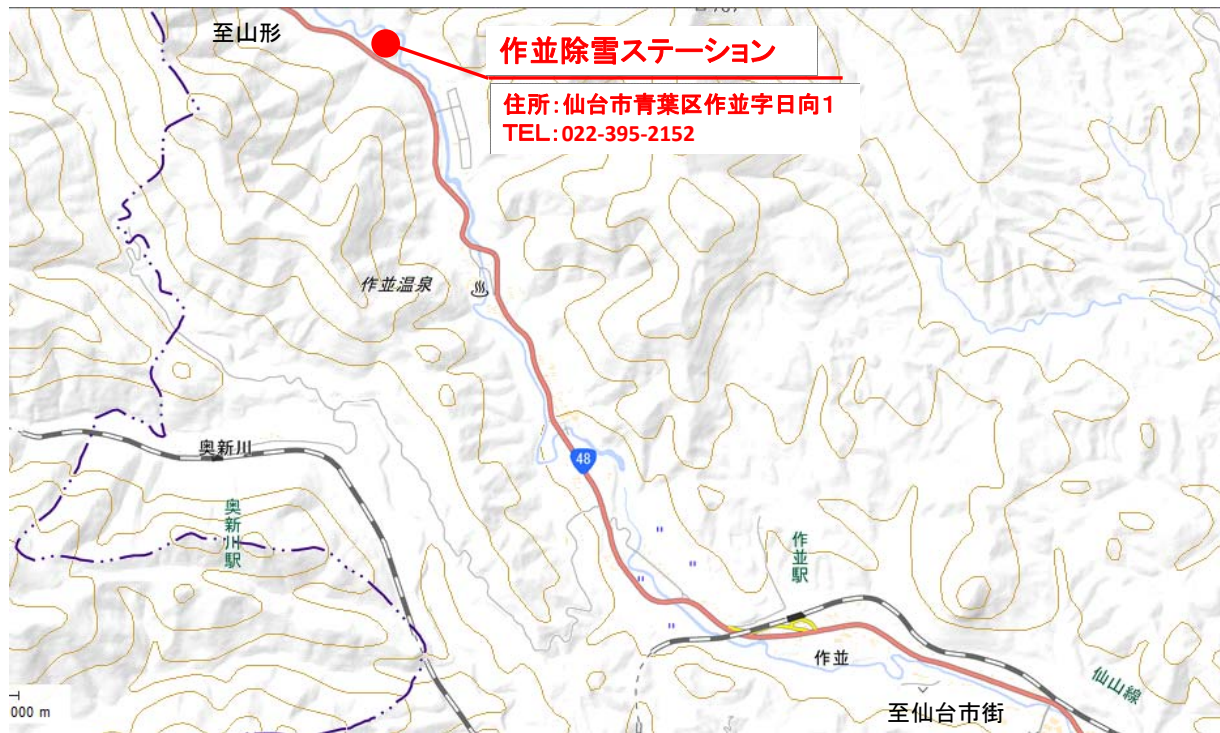 至山形
作並除雪ステーション
住所:仙台市青葉区作並字日向1
TEL:022-395-2152
作並温泉
奥新川
48
奥新川駅
作並駅
作並
仙山線
至仙台市街
000 m